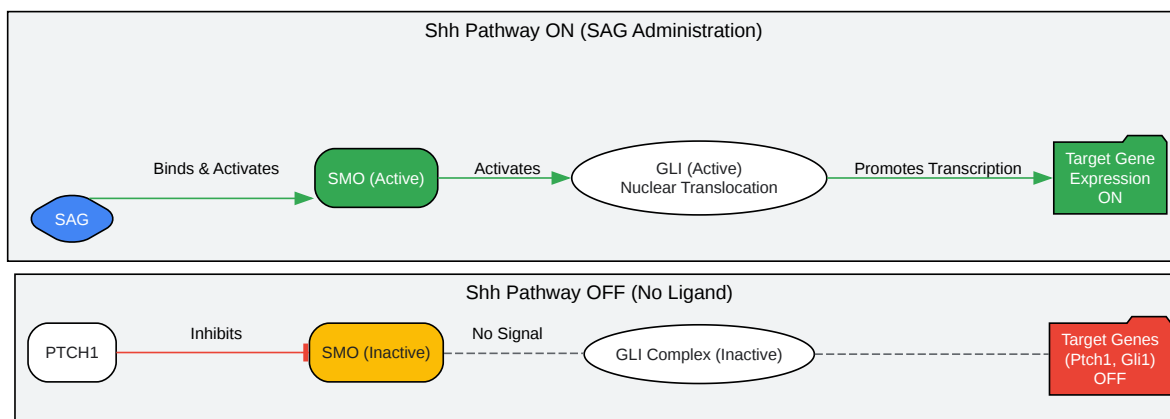 Shh Pathway ON (SAG Administration)
SAG
Binds & Activates
SMO (Active)
Activates
GLI (Active)
Nuclear Translocation
Promotes Transcription
Target Gene
Expression
ON
Shh Pathway OFF (No Ligand)
PTCH1
Inhibits
SMO (Inactive)
No Signal
GLI Complex (Inactive)
Target Genes
(Ptch1, Gli1)
OFF